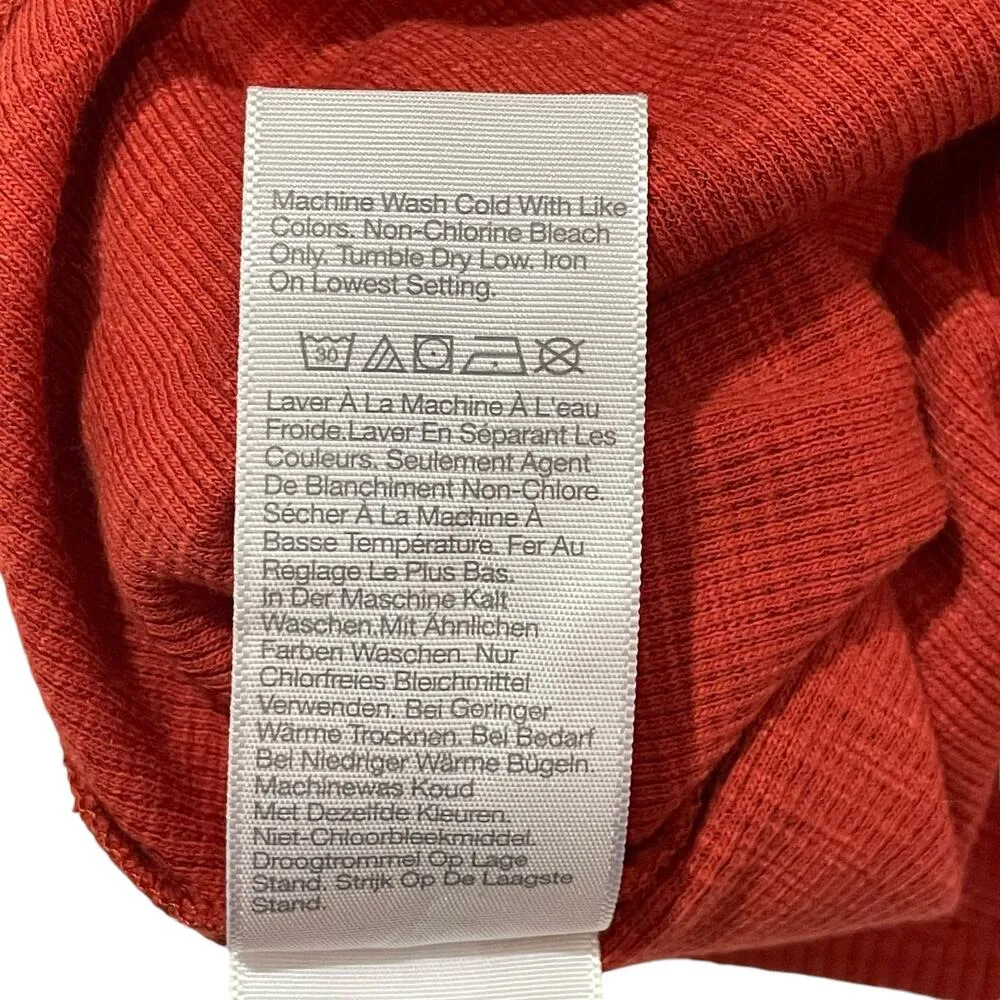 Machine Wash Cold With Like
Colors. Non-Chlorine Bleach
Only. Tumble Dry Low. Iron
On Lowest Setting.
30
Laver À La Machine À L'eau
Froide.Laver En Séparant Les
Couleurs. Seulement Agent
De Blanchiment Non-Chlore.
Sécher À La Machine À
Basse Température. Fer Au
Réglage Le Plus Bas.
In Der Maschine Kalt
Waschen.Mit Ähnlichen
Farben Waschen. Nur
Chlorfreies Bleichmittel
Verwenden. Bei Geringer
Wärme Trocknen. Bei Bedarf
Bei Niedriger Wärme Bügeln.
Machinewas Koud
Met Dezelfde Kleuren.
Niet-Chloorbleekmiddel.
Droogtrommel Op Lage
Stand. Strijk Op De Laagste
Stand.